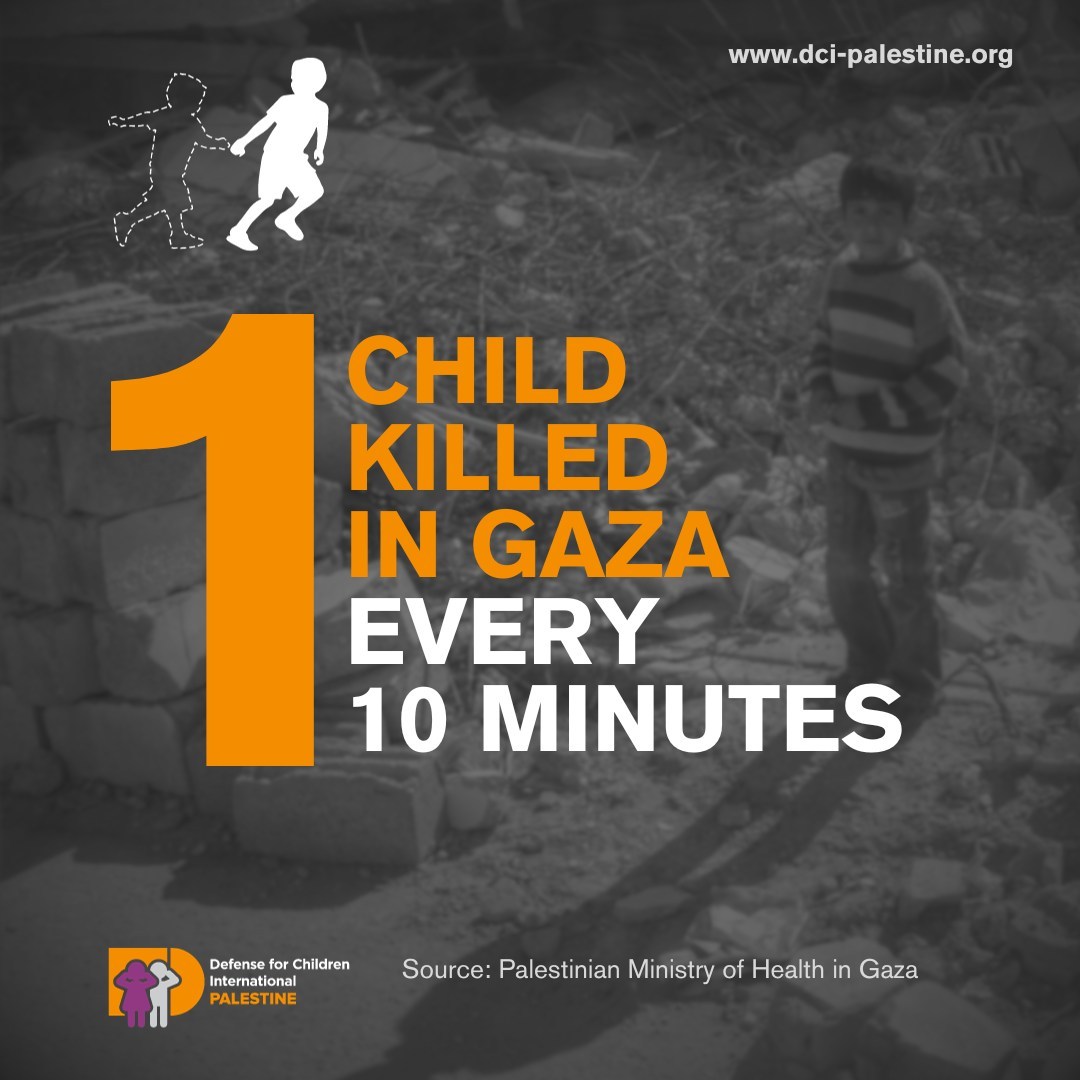 www.dci-palestine.org
1
CHILD
KILLED
IN GAZA
EVERY
10 MINUTES
Defense for Children
International
PALESTINE
Source: Palestinian Ministry of Health in Gaza